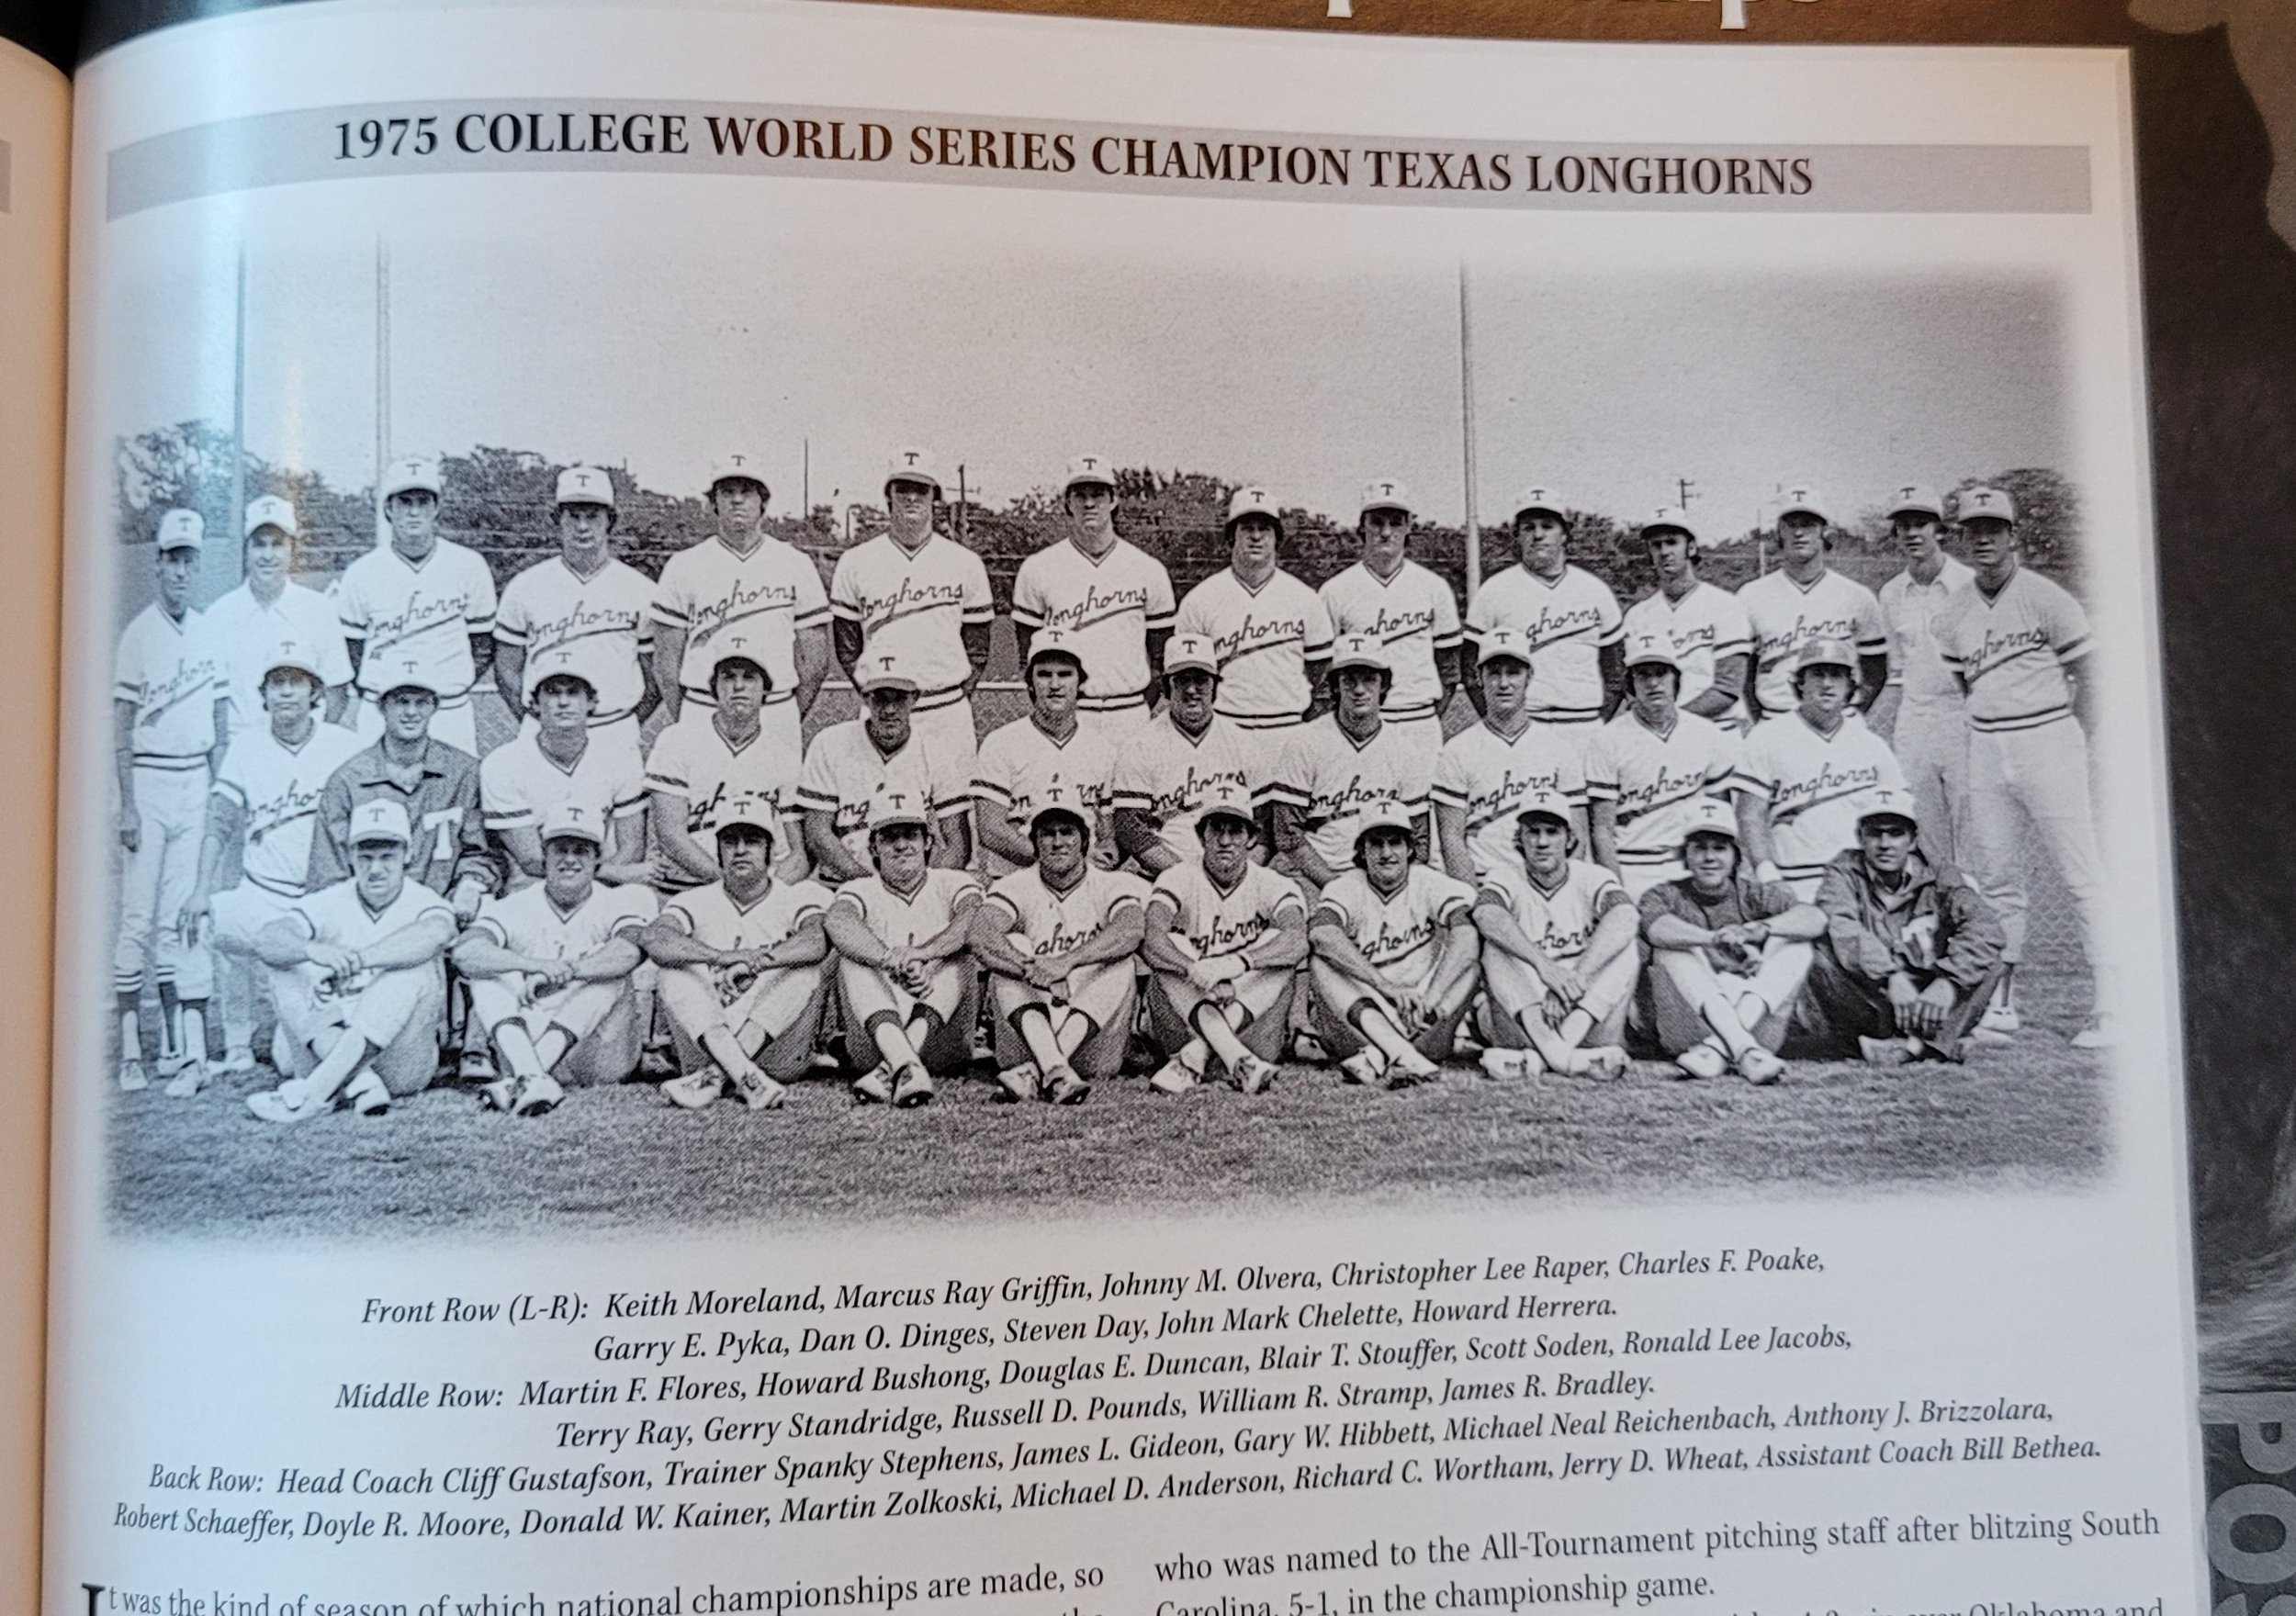 1975 COLLEGE WORLD SERIES CHAMPION TEXAS LONGHORNS
Front Row (L-R): Keith Moreland, Marcus Ray Griffin, Johnny M. Olvera, Christopher Lee Raper, Charles F. Poake,
Garry E. Pyka, Dan O. Dinges, Steven Day, John Mark Chelette, Howard Herrera.
Middle Row: Martin F. Flores, Howard Bushong, Douglas E. Duncan, Blair T. Stouffer, Scott Soden, Ronald Lee Jacobs,
Terry Ray, Gerry Standridge, Russell D. Pounds, William R. Stramp, James R. Bradley.
Back Row: Head Coach Cliff Gustafson, Trainer Spanky Stephens, James L. Gideon, Gary W. Hibbett, Michael Neal Reichenbach, Anthony J. Brizzolara,
Robert Schaeffer, Doyle R. Moore, Donald W. Kainer, Martin Zolkoski, Michael D. Anderson, Richard C. Wortham, Jerry D. Wheat, Assistant Coach Bill Bethea.
It was the kind of season of which national championships are made, so
who was named to the All-Tournament pitching staff after blitzing South
Carolina, 5-1, in the championship game.
Oklahoma and